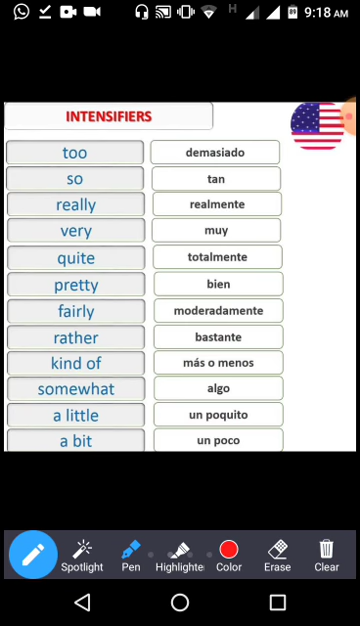 H 9:18 AM
INTENSIFIERS
too demasiado
so tan
really realmente
very muy
quite totalmente
pretty bien
fairly moderadamente
rather bastante
kind of más o menos
somewhat algo
a little un poquito
a bit un poco
Spotlight Pen Highlighte Color Erase Clear